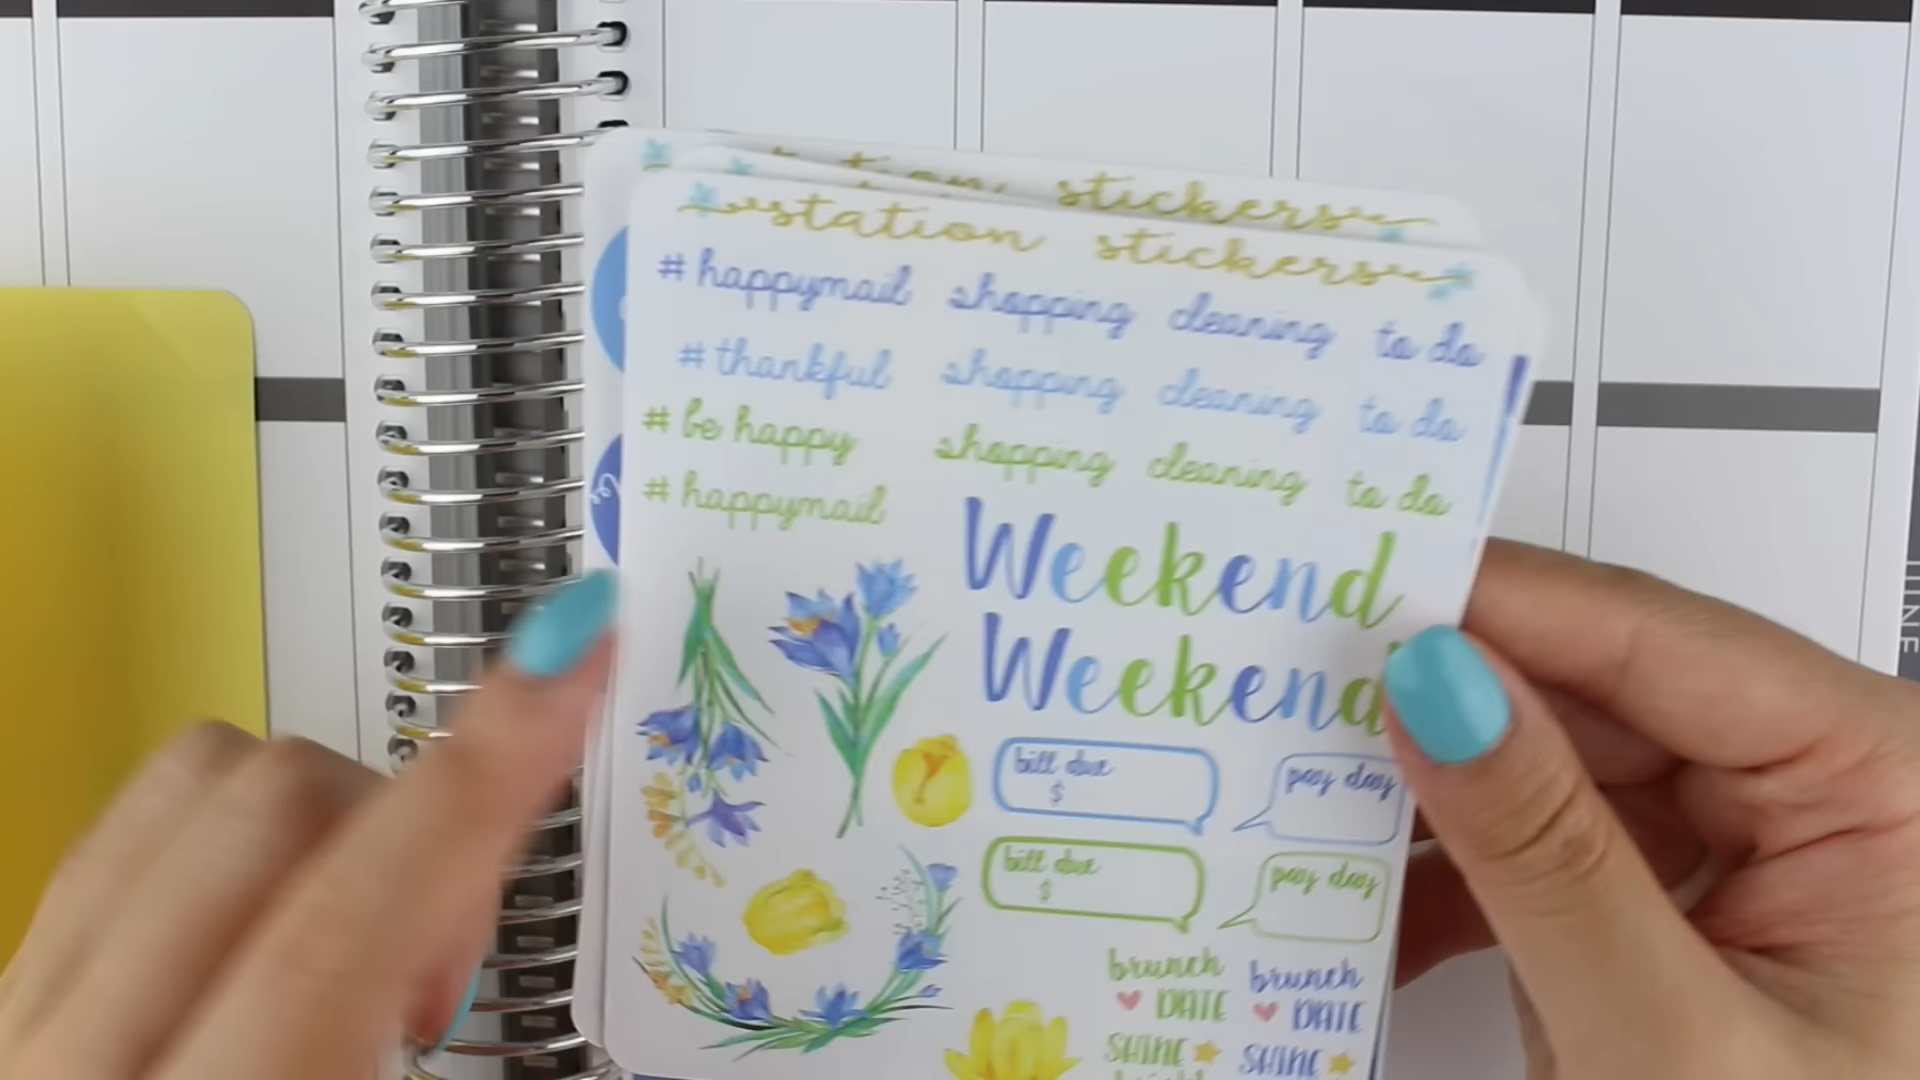 stickers
station stickers
#happymail shopping cleaning to do
#thankful shopping cleaning to do
#be happy shopping cleaning to do
#happymail
Weekend
Weekend
bill due pay day
$
bill due pay day
$
brunch brunch
DATE DATE
SHINE SHINE